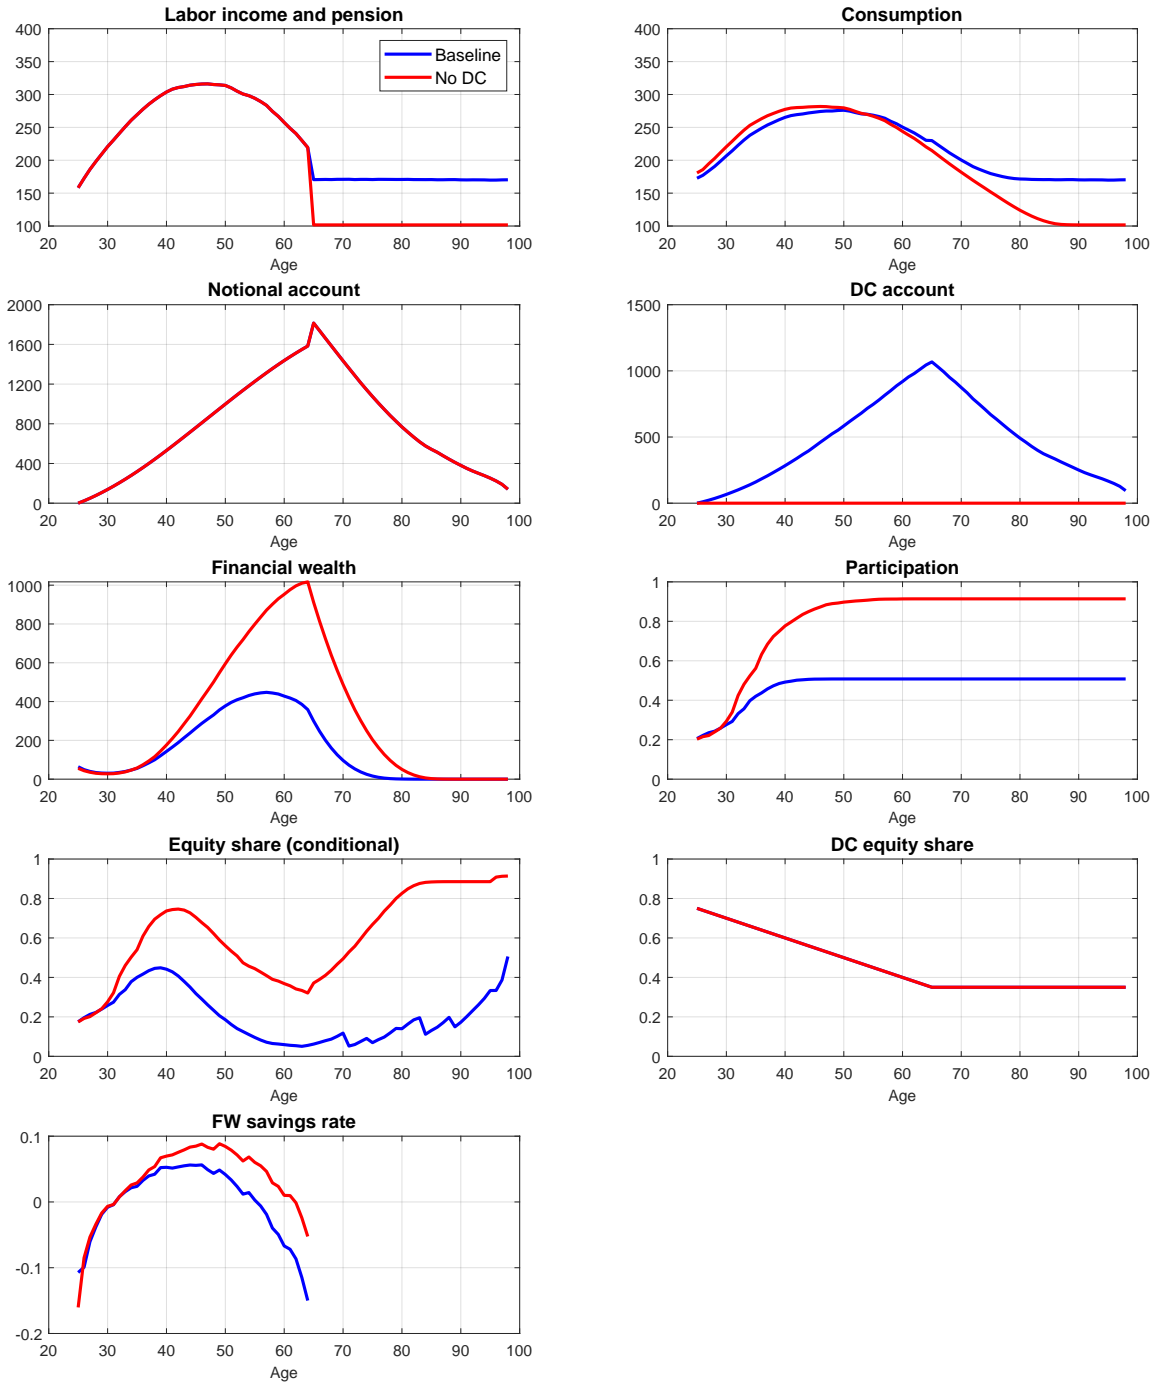 Labor income and pension
400
350
300
250
200
150
100
20 30 40 50 60 70 80 90 100
Age
Baseline
No DC
Consumption
400
350
300
250
200
150
100
20 30 40 50 60 70 80 90 100
Age
Notional account
2000
1600
1200
800
400
0
20 30 40 50 60 70 80 90 100
Age
DC account
1500
1000
500
0
20 30 40 50 60 70 80 90 100
Age
Financial wealth
1000
800
600
400
200
0
20 30 40 50 60 70 80 90 100
Age
Participation
1
0.8
0.6
0.4
0.2
0
20 30 40 50 60 70 80 90 100
Age
Equity share (conditional)
1
0.8
0.6
0.4
0.2
0
20 30 40 50 60 70 80 90 100
Age
DC equity share
1
0.8
0.6
0.4
0.2
0
20 30 40 50 60 70 80 90 100
Age
FW savings rate
0.1
0
-0.1
-0.2
20 30 40 50 60 70 80 90 100
Age